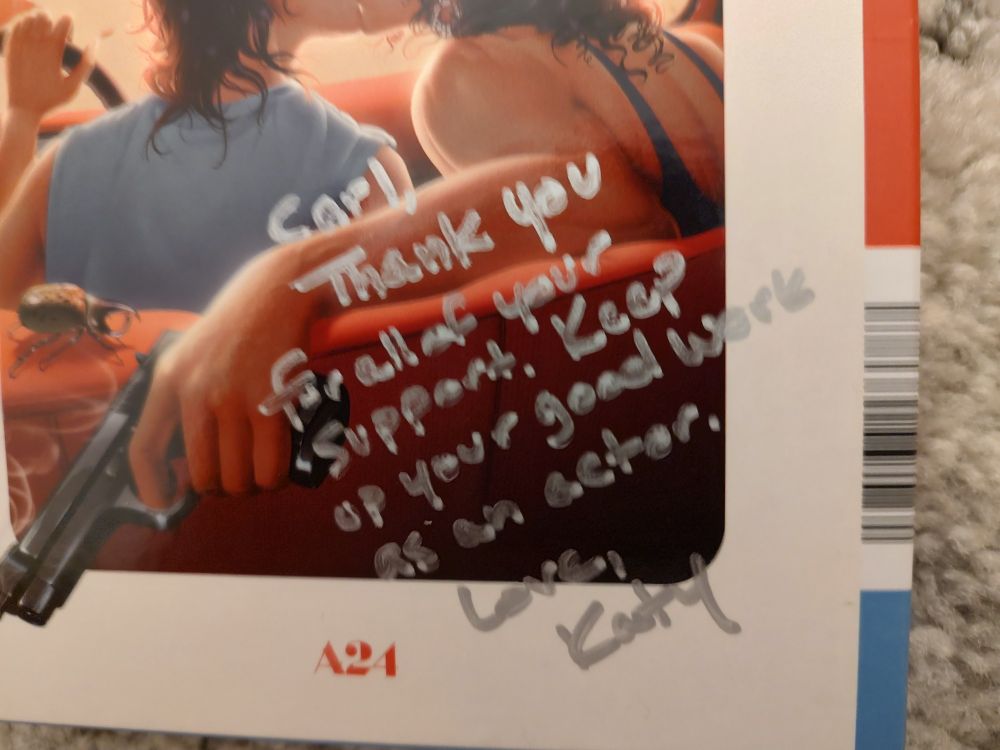 Carl,
Thank you
for all of your
support. Keep
up your good work
as an actor.
Love,
Katy
A24